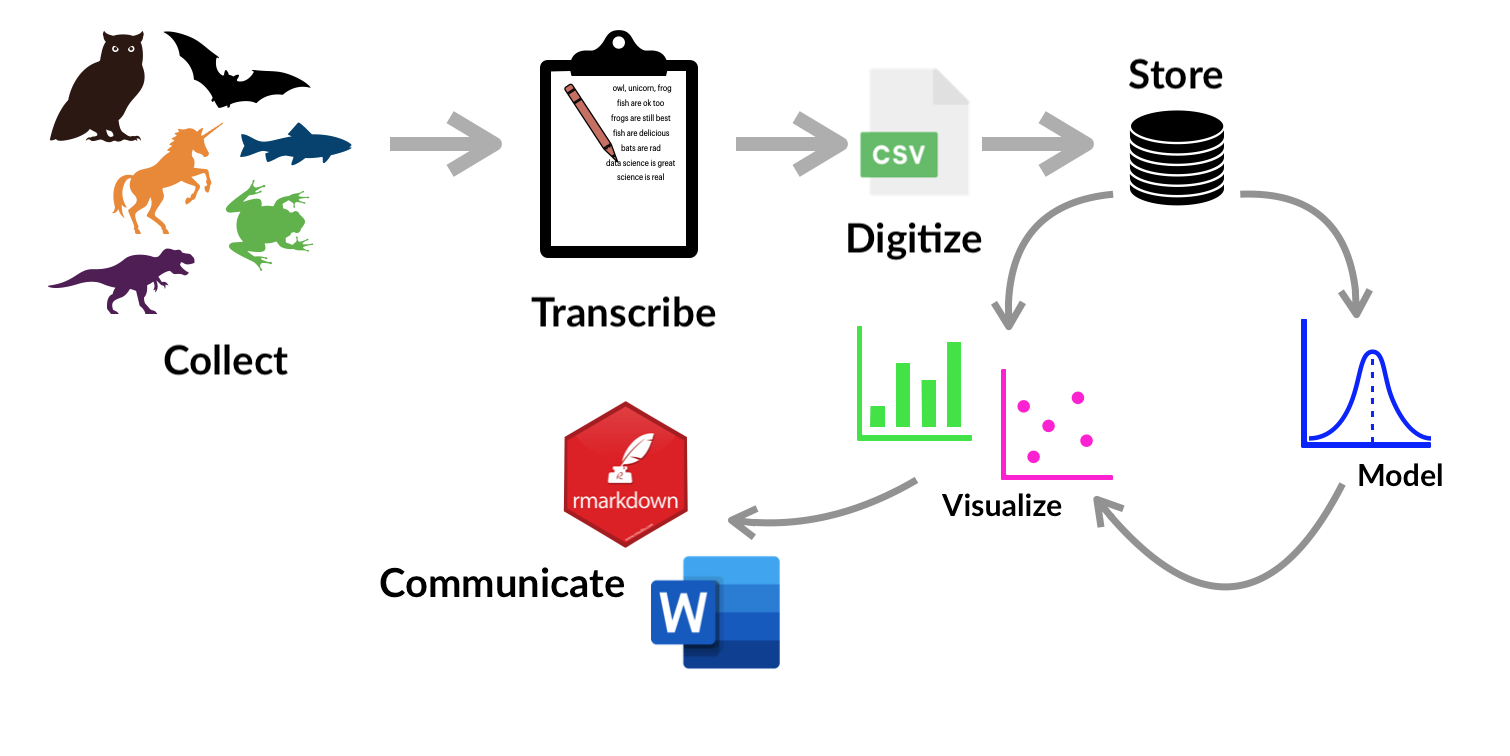 Collect
owl, unicorn, frog
fish are ok too
frogs are still best
fish are delicious
bats are rad
data science is great
science is real
Transcribe
CSV
Digitize
Store
Visualize
Model
rmarkdown
Communicate
W